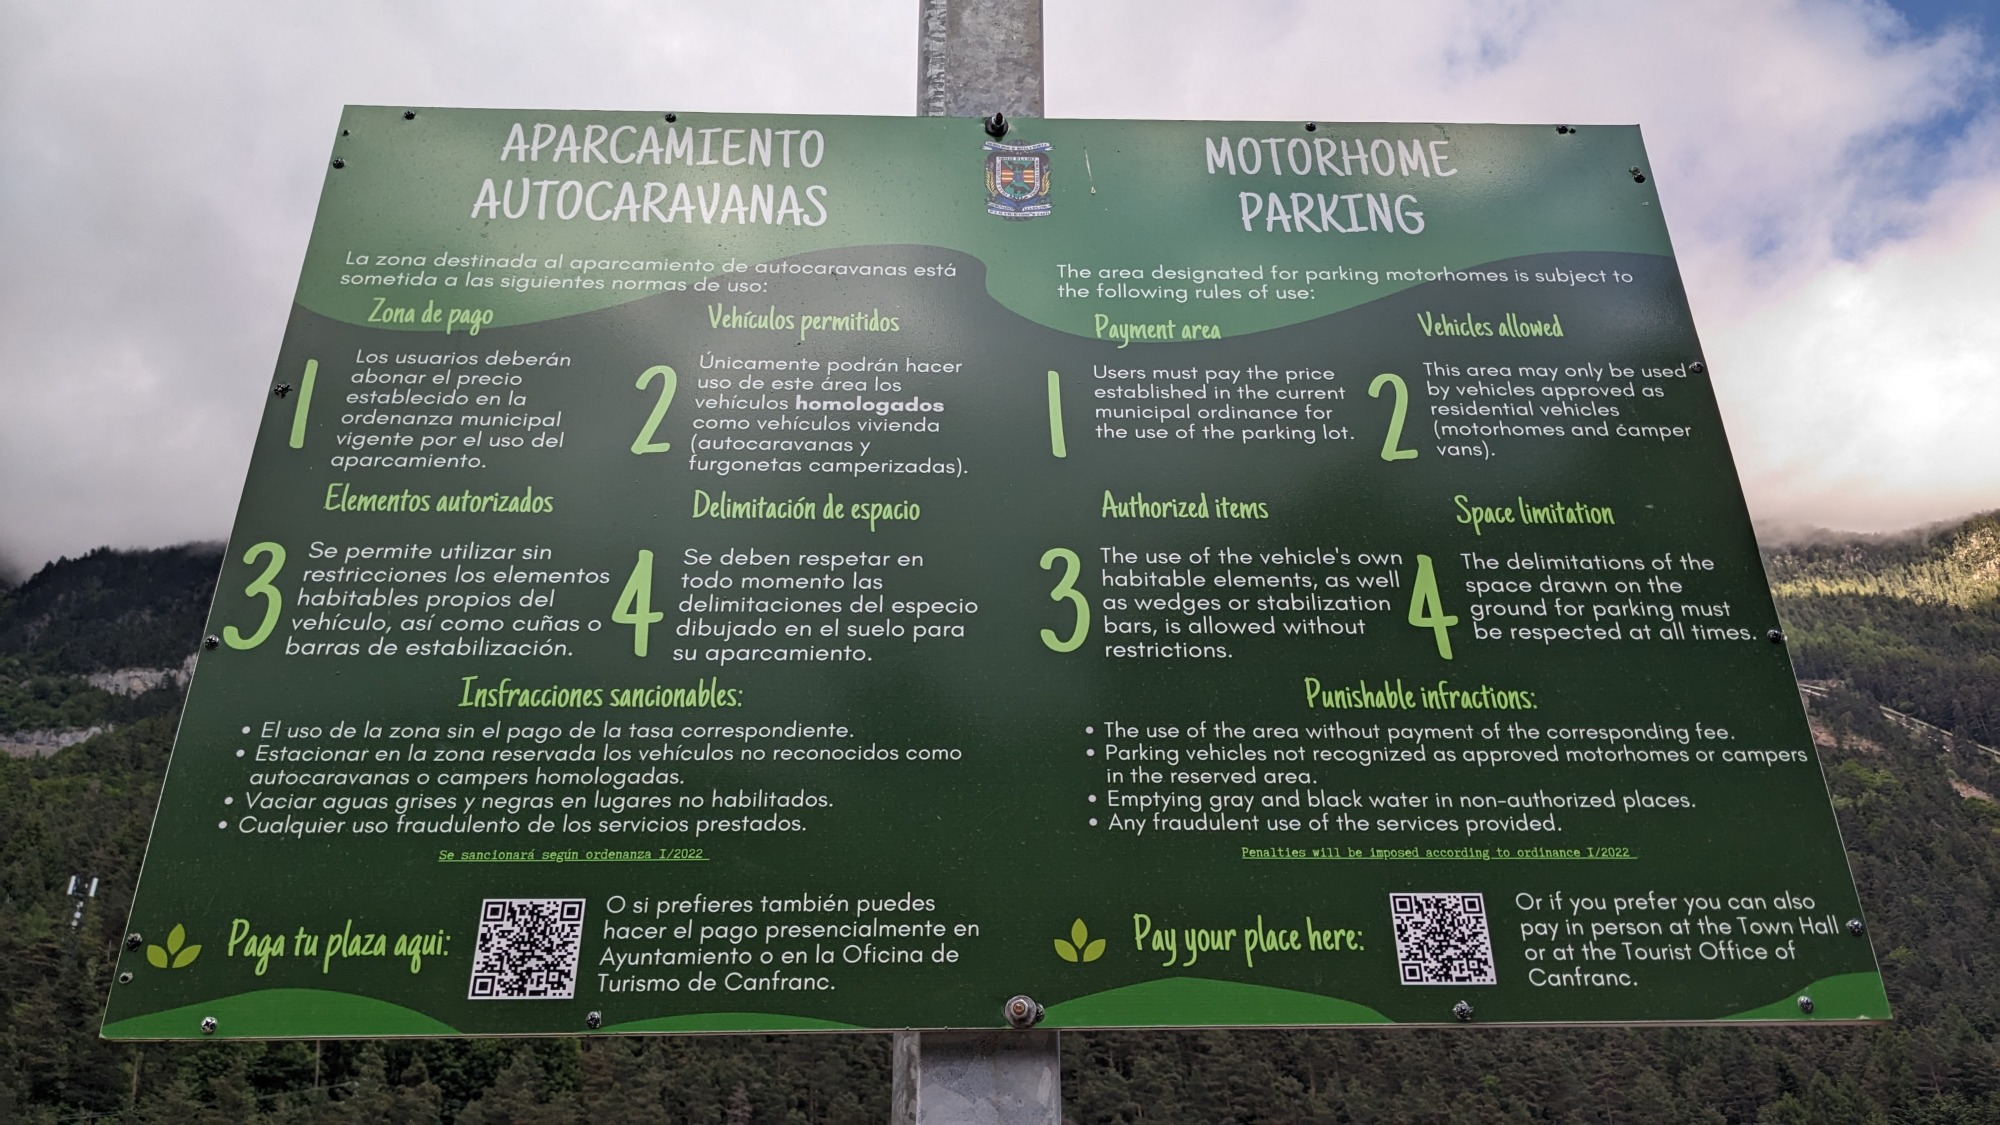 APARCAMIENTO
AUTOCARAVANAS
La zona destinada al aparcamiento de autocaravanas está
sometida a las siguientes normas de uso:
Zona de pago
1
Los usuarios deberán
abonar el precio
establecido en la
ordenanza municipal
vigente por el uso del
aparcamiento.
Vehículos permitidos
2
Únicamente podrán hacer
uso de este área los
vehículos homologados
como vehículos vivienda
(autocaravanas y
furgonetas camperizadas).
Elementos autorizados
3
Se permite utilizar sin
restricciones los elementos
habitables propios del
vehículo, así como cuñas o
barras de estabilización.
Delimitación de espacio
4
Se deben respetar en
todo momento las
delimitaciones del especio
dibujado en el suelo para
su aparcamiento.
Insfracciones sancionables:
• El uso de la zona sin el pago de la tasa correspondiente.
• Estacionar en la zona reservada los vehículos no reconocidos como
autocaravanas o campers homologadas.
• Vaciar aguas grises y negras en lugares no habilitados.
• Cualquier uso fraudulento de los servicios prestados.
Se sancionará según ordenanza I/2022
Paga tu plaza aqui:
O si prefieres también puedes
hacer el pago presencialmente en
Ayuntamiento o en la Oficina de
Turismo de Canfranc.
MOTORHOME
PARKING
The area designated for parking motorhomes is subject to
the following rules of use:
Payment area
1
Users must pay the price
established in the current
municipal ordinance for
the use of the parking lot.
Vehicles allowed
2
This area may only be used
by vehicles approved as
residential vehicles
(motorhomes and camper
vans).
Authorized items
3
The use of the vehicle's own
habitable elements, as well
as wedges or stabilization
bars, is allowed without
restrictions.
Space limitation
4
The delimitations of the
space drawn on the
ground for parking must
be respected at all times.
Punishable infractions:
• The use of the area without payment of the corresponding fee.
• Parking vehicles not recognized as approved motorhomes or campers
in the reserved area.
• Emptying gray and black water in non-authorized places.
• Any fraudulent use of the services provided.
Penalties will be imposed according to ordinance I/2022
Pay your place here:
Or if you prefer you can also
pay in person at the Town Hall
or at the Tourist Office of
Canfranc.